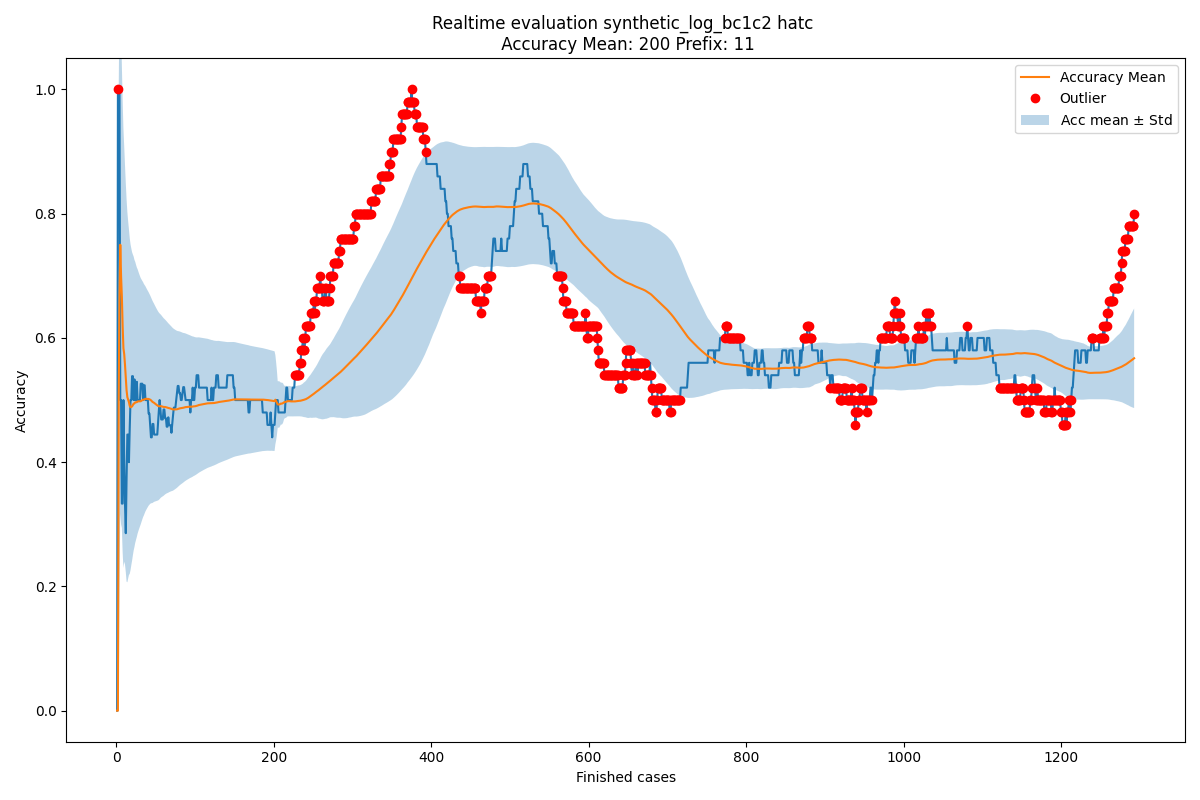 Realtime evaluation synthetic_log_bc1c2 hatc
Accuracy Mean: 200 Prefix: 11
Accuracy Mean
Outlier
Acc mean ± Std
Accuracy
1.0
0.8
0.6
0.4
0.2
0.0
0
200
400
600
800
1000
1200
Finished cases